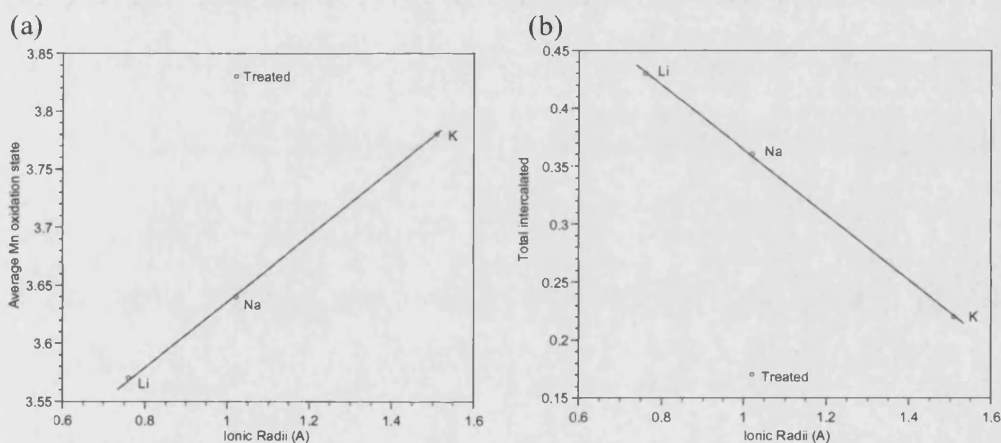 (a)
3.85
3.8
3.75
3.7
3.65
3.6
3.55
Average Mn oxidation state
Treated
K
Na
Li
0.6 0.8 1 1.2 1.4 1.6
Ionic Radii (A)
(b)
0.45
0.4
0.35
0.3
0.25
0.2
0.15
Total intercalated
Li
Na
K
Treated
0.6 0.8 1 1.2 1.4 1.6
Ionic Radii (A)